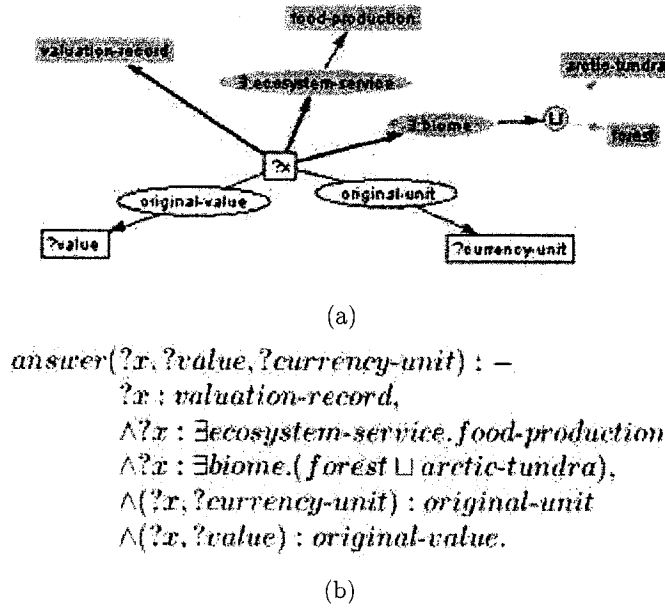 food-production
valuation-record
∃ ecosystem-service
arctic-tundra
∃ biome
⊔
forest
?x
original-value
original-unit
?value
?currency-unit
(a)
answer(?x, ?value, ?currency-unit) : −
?x : valuation-record,
∧?x : ∃ecosystem-service.food-production
∧?x : ∃biome.(forest ⊔ arctic-tundra),
∧(?x, ?currency-unit) : original-unit
∧(?x, ?value) : original-value.
(b)